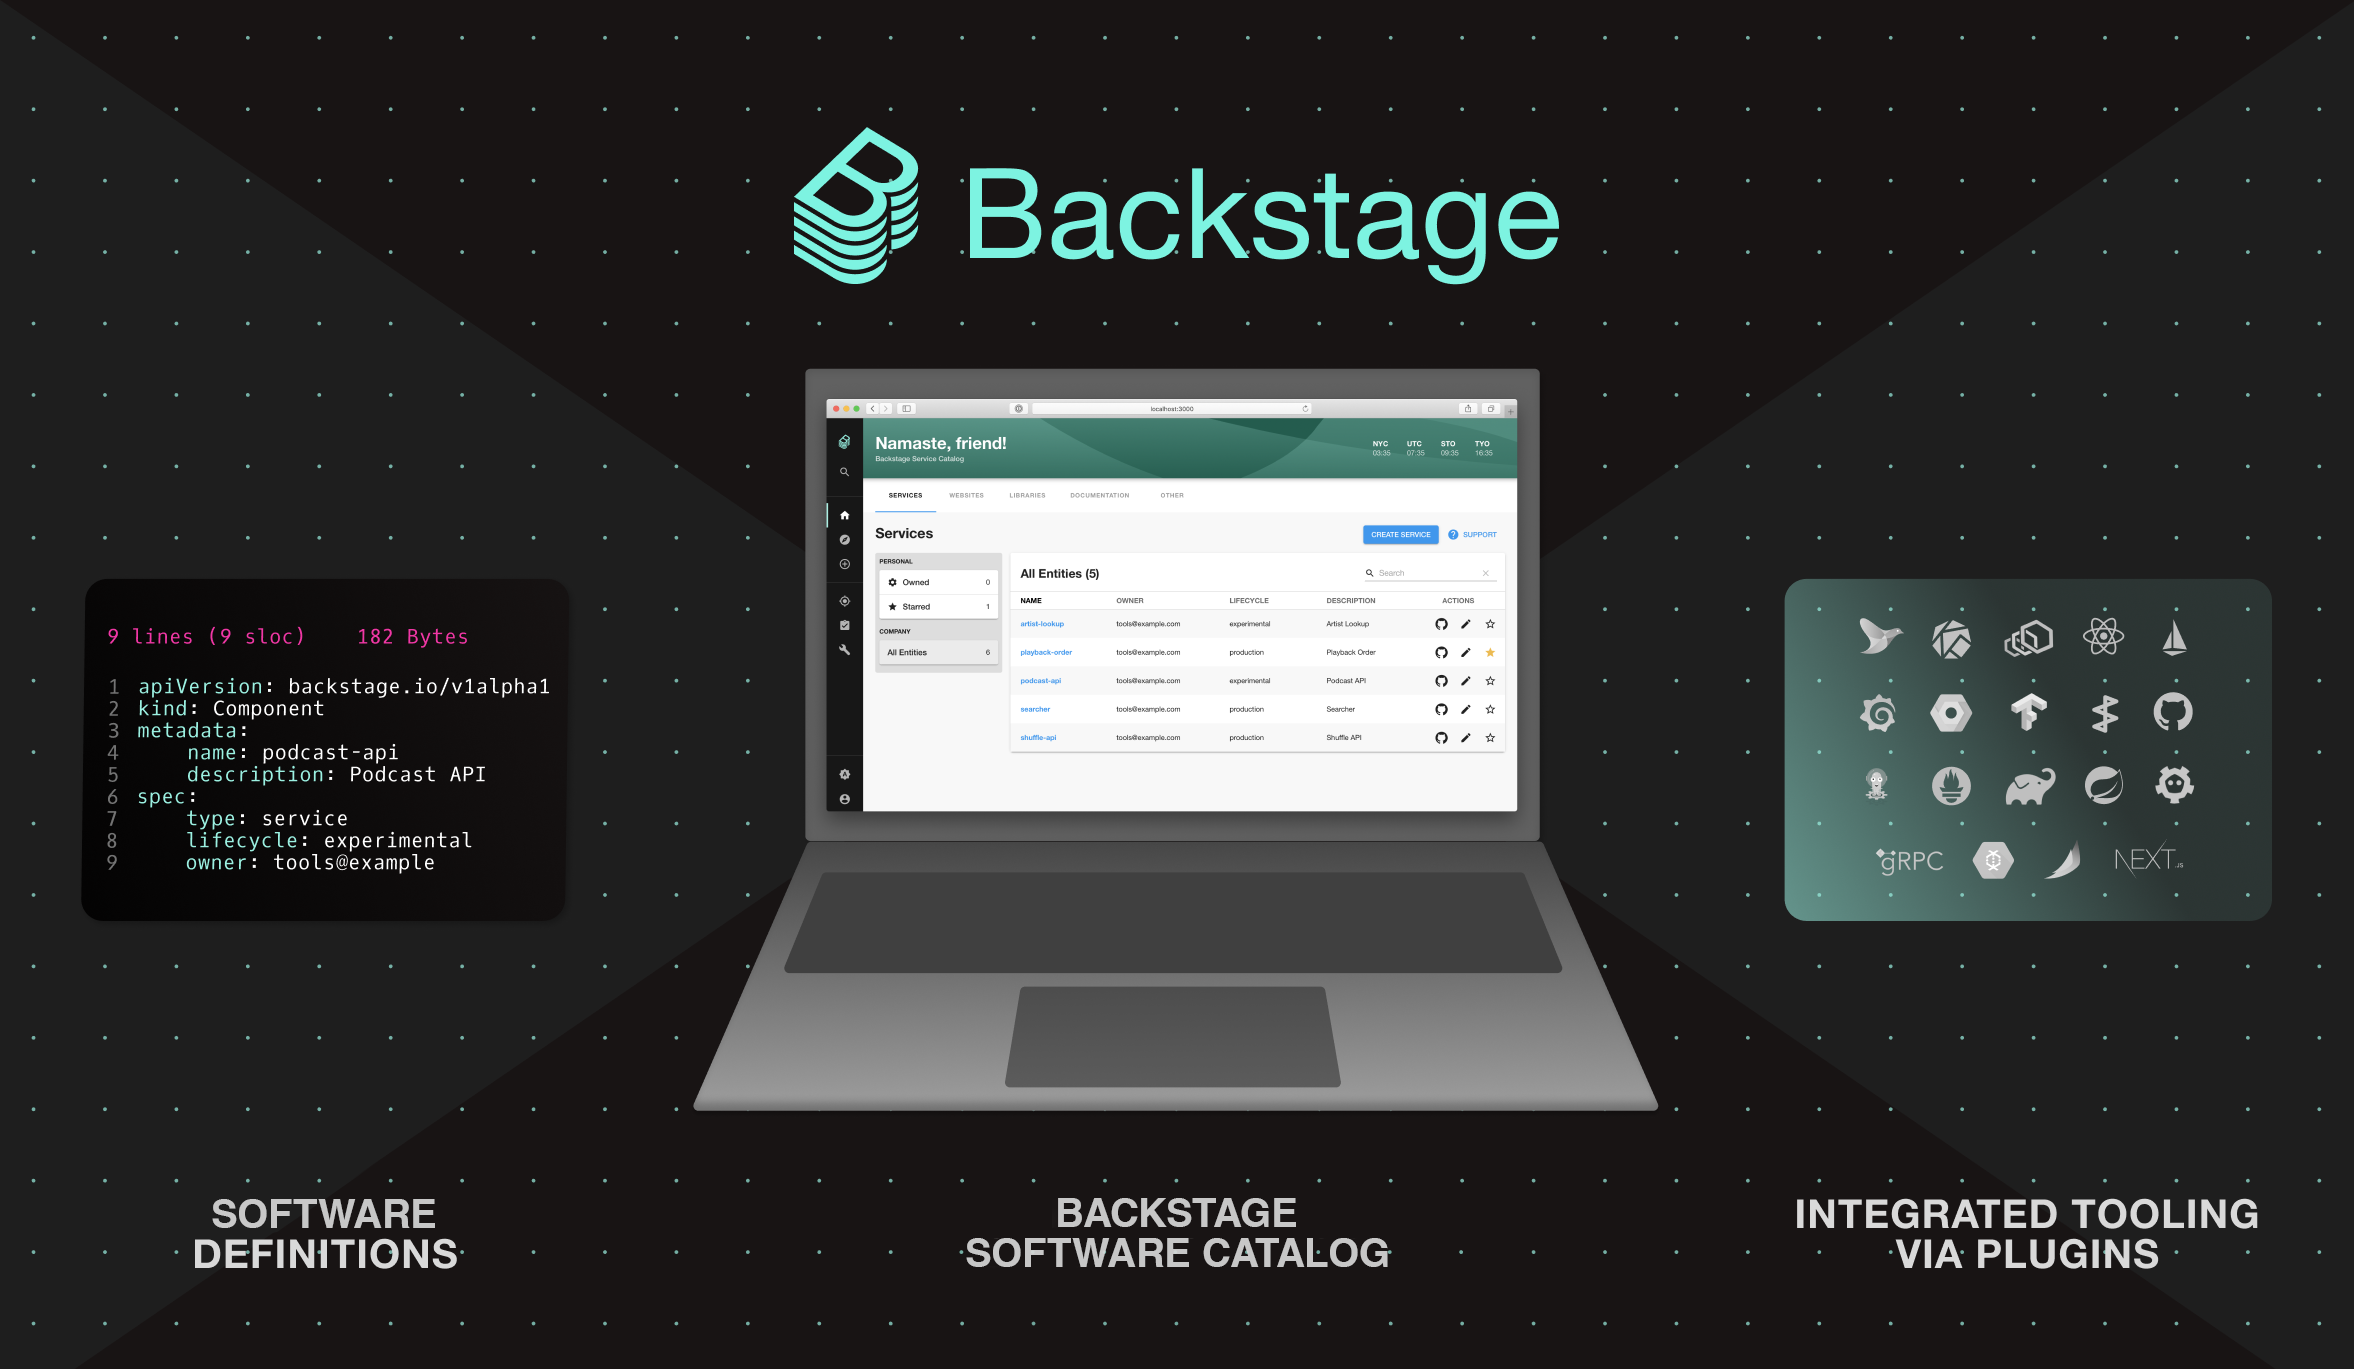 Backstage
9 lines (9 sloc) 182 Bytes
1 apiVersion: backstage.io/v1alpha1
2 kind: Component
3 metadata:
4 name: podcast-api
5 description: Podcast API
6 spec:
7 type: service
8 lifecycle: experimental
9 owner: tools@example
localhost:3000
Namaste, friend!
Backstage Service Catalog
NYC UTC STO TYO
03:35 07:35 09:35 16:35
SERVICES WEBSITES LIBRARIES DOCUMENTATION OTHER
Services
CREATE SERVICE ? SUPPORT
PERSONAL
Owned 0
Starred 1
COMPANY
All Entities 6
All Entities (5)
Search
NAME OWNER LIFECYCLE DESCRIPTION ACTIONS
artist-lookup tools@example.com experimental Artist Lookup
playback-order tools@example.com production Playback Order
podcast-api tools@example.com experimental Podcast API
searcher tools@example.com production Searcher
shuffle-api tools@example.com production Shuffle API
gRPC NEXT.JS
SOFTWARE
DEFINITIONS
BACKSTAGE
SOFTWARE CATALOG
INTEGRATED TOOLING
VIA PLUGINS